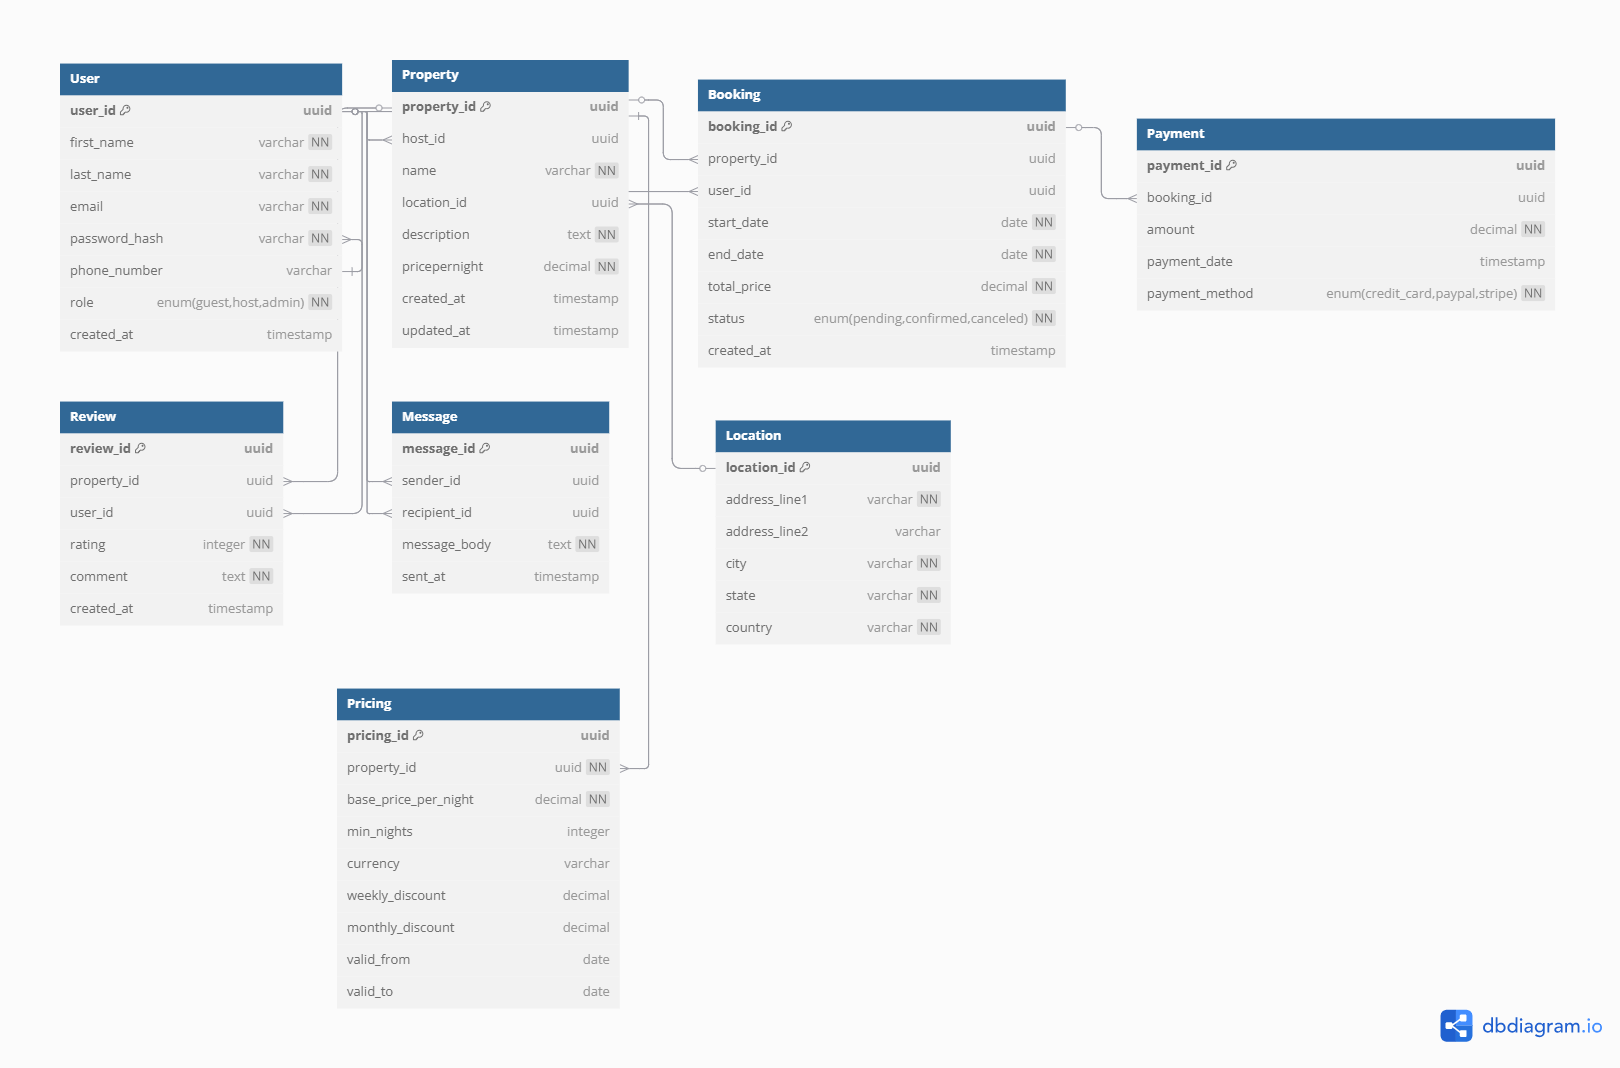 User
user_id uuid
first_name varchar NN
last_name varchar NN
email varchar NN
password_hash varchar NN
phone_number varchar
role enum(guest,host,admin) NN
created_at timestamp
Property
property_id uuid
host_id uuid
name varchar NN
location_id uuid
description text NN
pricepernight decimal NN
created_at timestamp
updated_at timestamp
Booking
booking_id uuid
property_id uuid
user_id uuid
start_date date NN
end_date date NN
total_price decimal NN
status enum(pending,confirmed,canceled) NN
created_at timestamp
Payment
payment_id uuid
booking_id uuid
amount decimal NN
payment_date timestamp
payment_method enum(credit_card,paypal,stripe) NN
Review
review_id uuid
property_id uuid
user_id uuid
rating integer NN
comment text NN
created_at timestamp
Message
message_id uuid
sender_id uuid
recipient_id uuid
message_body text NN
sent_at timestamp
Location
location_id uuid
address_line1 varchar NN
address_line2 varchar
city varchar NN
state varchar NN
country varchar NN
Pricing
pricing_id uuid
property_id uuid NN
base_price_per_night decimal NN
min_nights integer
currency varchar
weekly_discount decimal
monthly_discount decimal
valid_from date
valid_to date
dbdiagram.io